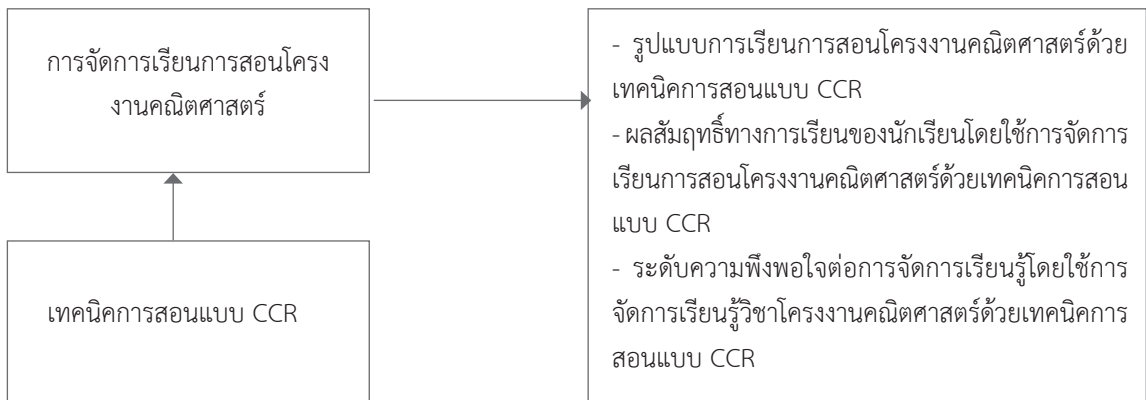 การจัดการเรียนการสอนโครง
งานคณิตศาสตร์
เทคนิคการสอนแบบ CCR
- รูปแบบการเรียนการสอนโครงงานคณิตศาสตร์ด้วย
เทคนิคการสอนแบบ CCR
- ผลสัมฤทธิ์ทางการเรียนของนักเรียนโดยใช้การจัดการ
เรียนการสอนโครงงานคณิตศาสตร์ด้วยเทคนิคการสอน
แบบ CCR
- ระดับความพึงพอใจต่อการจัดการเรียนรู้โดยใช้การ
จัดการเรียนรู้วิชาโครงงานคณิตศาสตร์ด้วยเทคนิคการ
สอนแบบ CCR